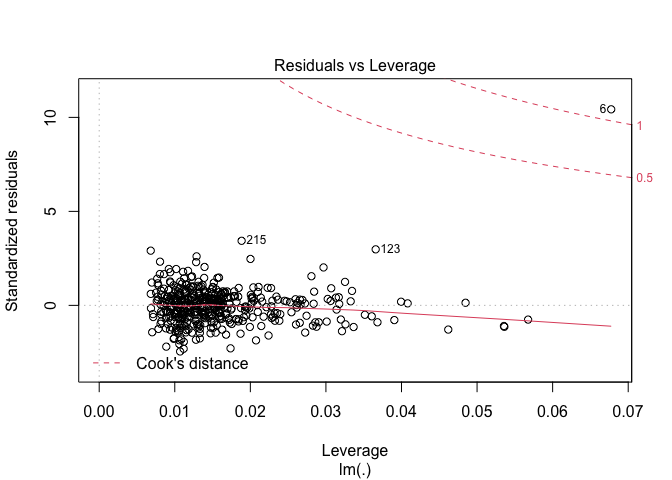 Residuals vs Leverage
Standardized residuals
10
5
0
6
1
0.5
215
123
Cook's distance
0.00 0.01 0.02 0.03 0.04 0.05 0.06 0.07
Leverage
lm(.)